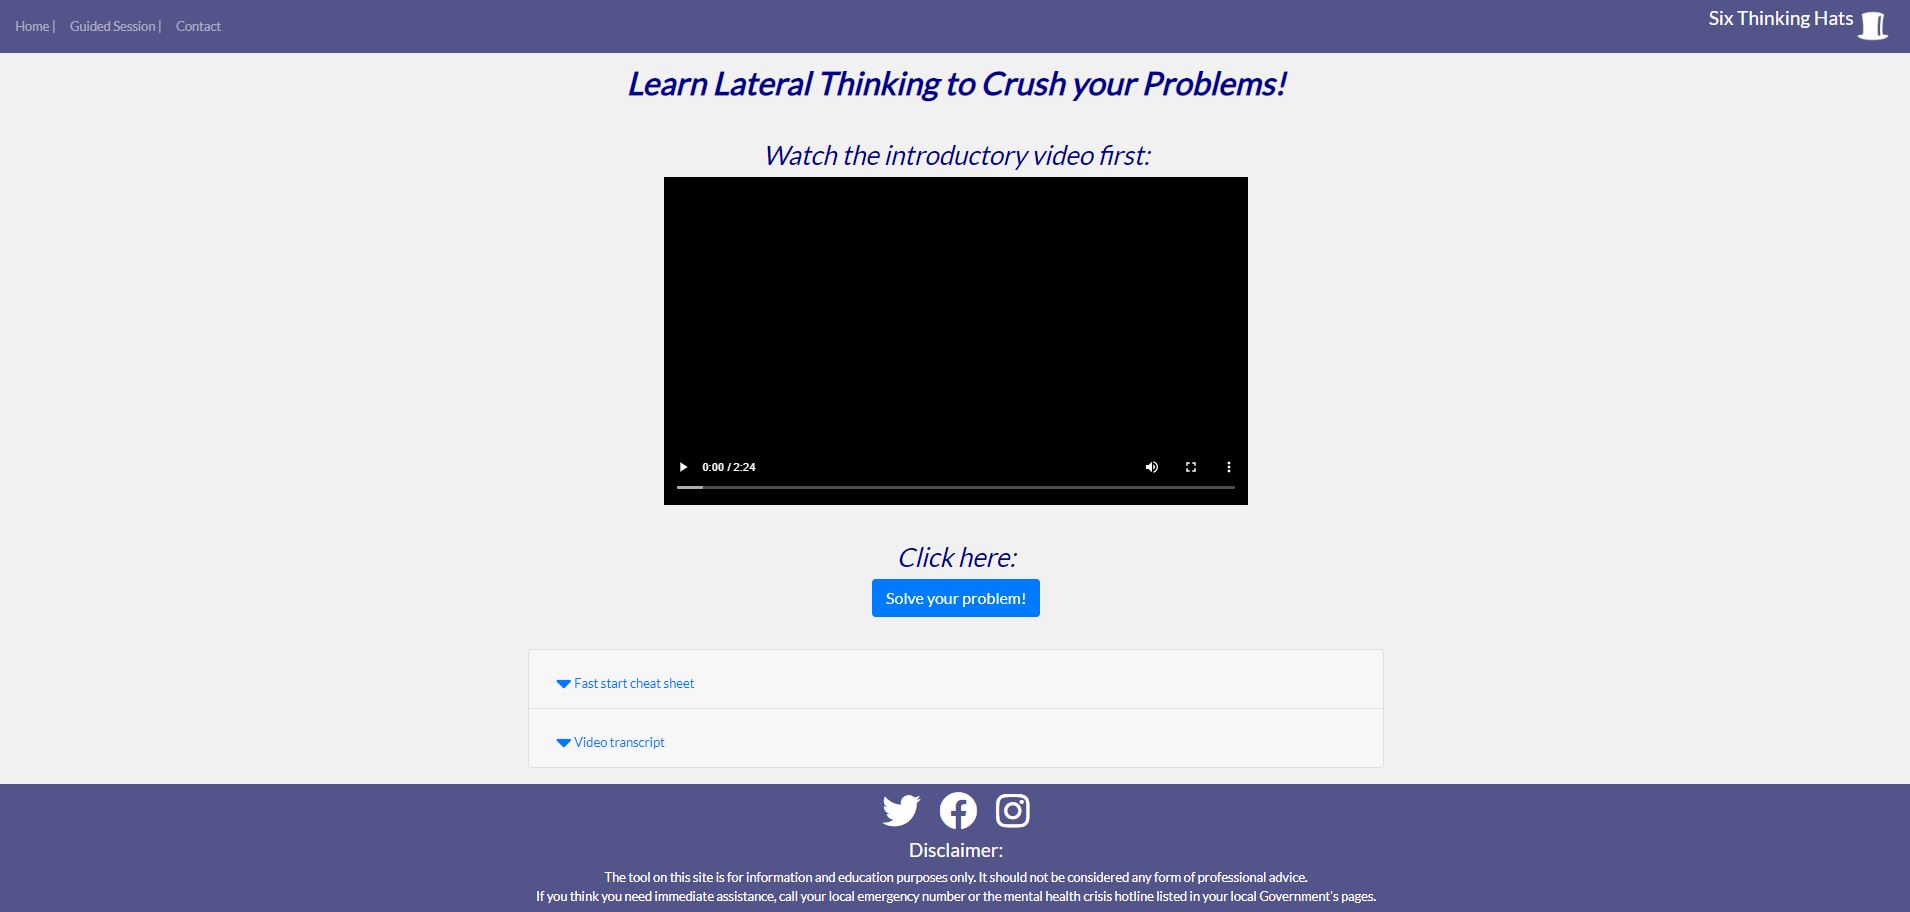 Home |
Guided Session |
Contact
Six Thinking Hats
Learn Lateral Thinking to Crush your Problems!
Watch the introductory video first:
0:00 / 2:24
Click here:
Solve your problem!
Fast start cheat sheet
Video transcript
Disclaimer:
The tool on this site is for information and education purposes only. It should not be considered any form of professional advice.
If you think you need immediate assistance, call your local emergency number or the mental health crisis hotline listed in your local Government's pages.